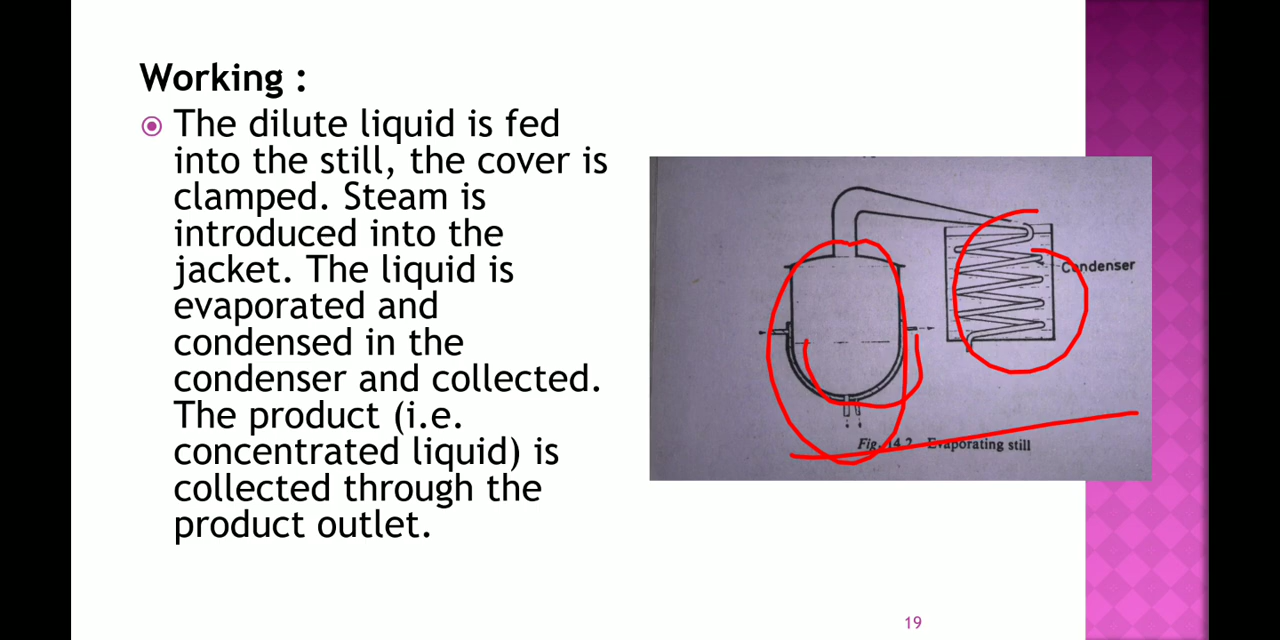 Working :
The dilute liquid is fed
into the still, the cover is
clamped. Steam is
introduced into the
jacket. The liquid is
evaporated and
condensed in the
condenser and collected.
The product (i.e.
concentrated liquid) is
collected through the
product outlet.
Condenser
Fig. 14.2 Evaporating still
19